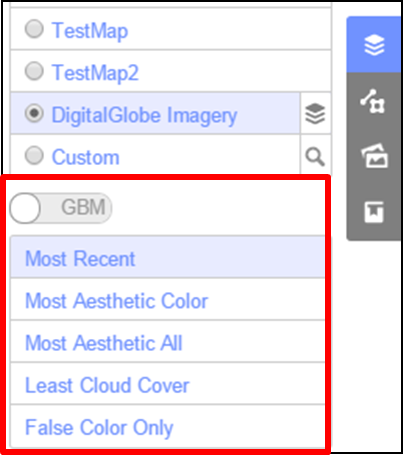 TestMap
TestMap2
DigitalGlobe Imagery
Custom
GBM
Most Recent
Most Aesthetic Color
Most Aesthetic All
Least Cloud Cover
False Color Only